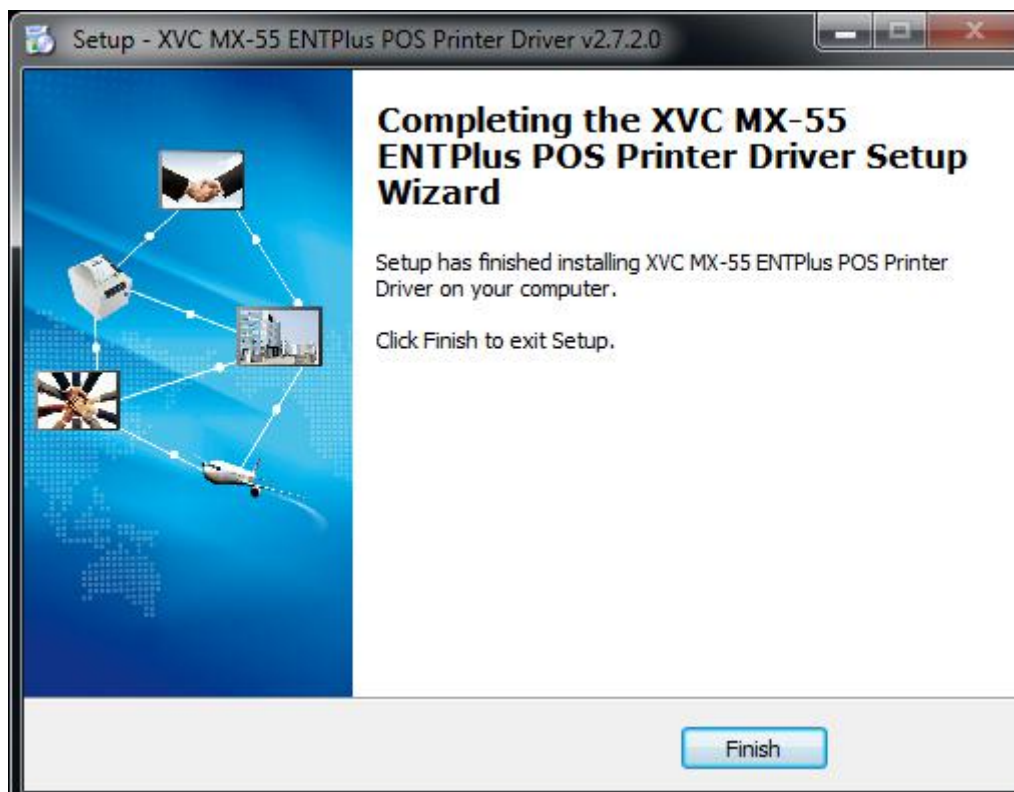 Setup - XVC MX-55 ENTPlus POS Printer Driver v2.7.2.0
Completing the XVC MX-55
ENTPlus POS Printer Driver Setup
Wizard
Setup has finished installing XVC MX-55 ENTPlus POS Printer
Driver on your computer.
Click Finish to exit Setup.
Finish